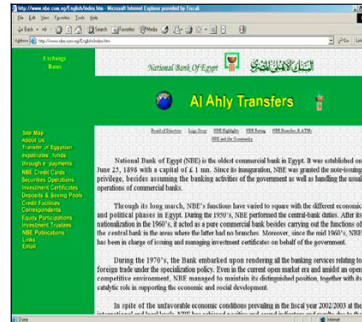 http://www.nbe.com.eg/English/index.htm - Microsoft Internet Explorer provided by Tiscali
File Edit View Favorites Tools Help
Back Search Favorites Media
Address http://www.nbe.com.eg/English/index.htm Go Links
Exchange
Rates
National Bank Of Egypt البنك الأهلي المصري
Al Ahly Transfers
Board of Directors Logo Story NBE Highlights NBE Rating NBE Branches & ATMs
NBE and the Community
Site Map
About Us
Transfer of Egyptian
expatriates' funds
through e-payments
NBE Credit Cards
Securities Operations
Investment Certificates
Deposits & Saving Pools
Credit Facilities
Correspondents
Equity Participations
Investment Trustees
NBE Publications
Links
Email
National Bank of Egypt (NBE) is the oldest commercial bank in Egypt. It was established on
June 25, 1898 with a capital of £ 1 mn. Since its inauguration, NBE was granted the note-issuing
privilege, besides assuming the banking activities of the government as well as handling the usual
operations of commercial banks.
Through its long march, NBE's functions have varied to square with the different economic
and political phases in Egypt. During the 1950's, NBE performed the central-bank duties. After its
nationalization in the 1960's, it acted as a pure commercial bank besides carrying out the functions of
the central bank in the areas where the latter had no branches. Moreover, since the mid 1960's, NBE
has been in charge of issuing and managing investment certificates on behalf of the government.
During the 1970's, the Bank embarked upon rendering all the banking services relating to
foreign trade under the specialization policy. Even in the current open market era and amidst an open
competitive environment, NBE managed to maintain its distinguished position, together with its
catalytic role in supporting the economic and social development.
In spite of the unfavorable economic conditions prevailing in the fiscal year 2002/2003 at the
Done Internet